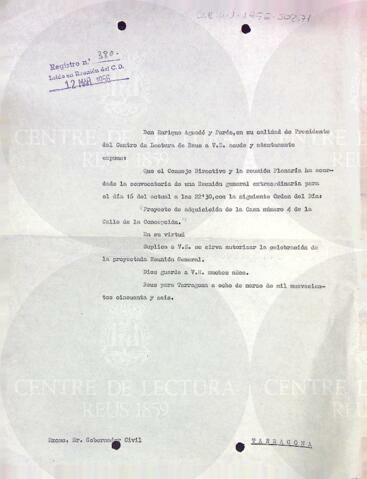 Registro n.º 380.
Leído en Reunión del C.D.
12 MAR 1956
Don Enrique Aguadé y Parés, en su calidad de Presidente
del Centro de Lectura de Reus a V.E. acude y atentamente
expone:
Que el Consejo Directivo y la reunión Plenaria ha acor-
dado la convocatoria de una Reunión general extraordinaria para
el día 16 del actual a las 22'30, con la siguiente Orden del Día:
"Proyecto de adquisición de la Casa número 4 de la
Calle de la Concepción."
En su virtud
Suplica a V.E. se sirva autorizar la celebración de
la proyectada Reunión General.
Dios guarde a V.E. muchos años.
Reus para Tarragona a ocho de marzo de mil novecien-
tos cincuenta y seis.
CENTRE DE LECTURA
REUS 1859
Excmo. Sr. Gobernador Civil
TARRAGONA